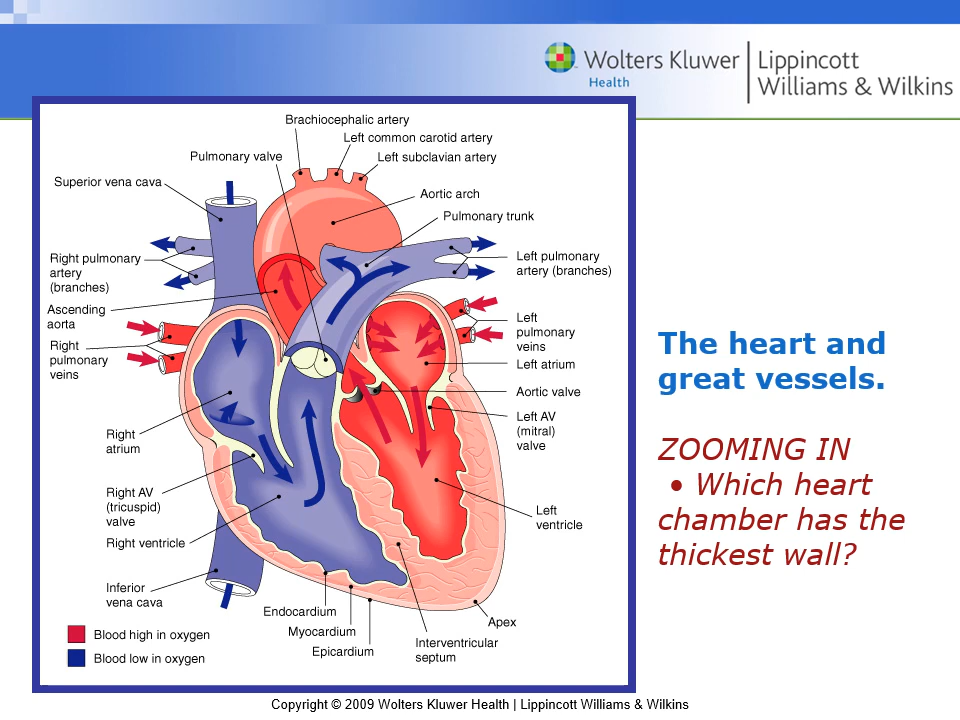 Wolters Kluwer
Health
Lippincott
Williams & Wilkins
Brachiocephalic artery
Left common carotid artery
Pulmonary valve
Left subclavian artery
Superior vena cava
Aortic arch
Pulmonary trunk
Right pulmonary
artery
(branches)
Left pulmonary
artery (branches)
Ascending
aorta
Left
pulmonary
veins
Right
pulmonary
veins
Left atrium
Aortic valve
Left AV
(mitral)
valve
Right
atrium
Right AV
(tricuspid)
valve
Left
ventricle
Right ventricle
Inferior
vena cava
Endocardium
Myocardium
Epicardium
Interventricular
septum
Apex
Blood high in oxygen
Blood low in oxygen
The heart and
great vessels.
ZOOMING IN
• Which heart
chamber has the
thickest wall?
Copyright © 2009 Wolters Kluwer Health | Lippincott Williams & Wilkins